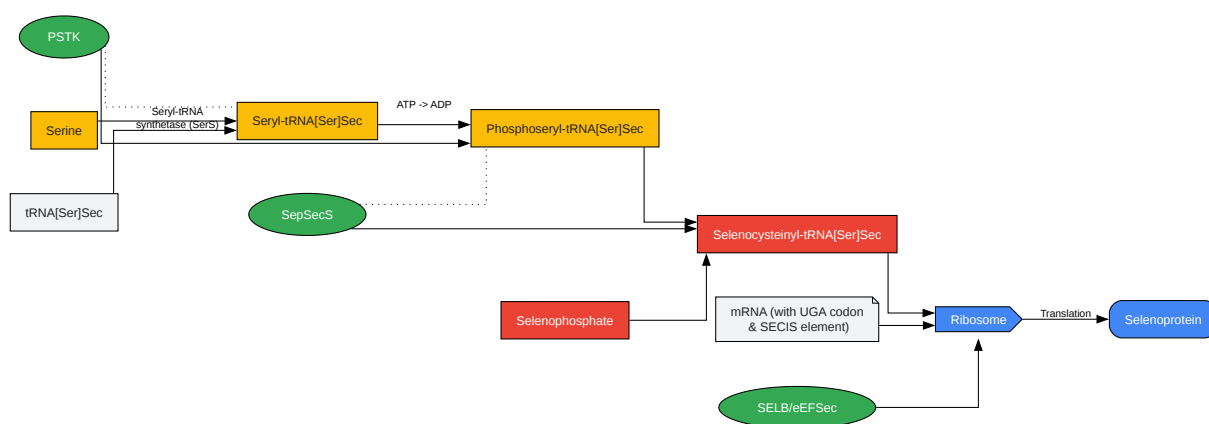 PSTK
Seryl-tRNA
synthetase (SerS)
ATP -> ADP
Serine
Seryl-tRNA[Ser]Sec
Phosphoseryl-tRNA[Ser]Sec
tRNA[Ser]Sec
SepSecS
Selenocysteinyl-tRNA[Ser]Sec
Selenophosphate
mRNA (with UGA codon
& SECIS element)
Ribosome
Translation
Selenoprotein
SELB/eEFSec